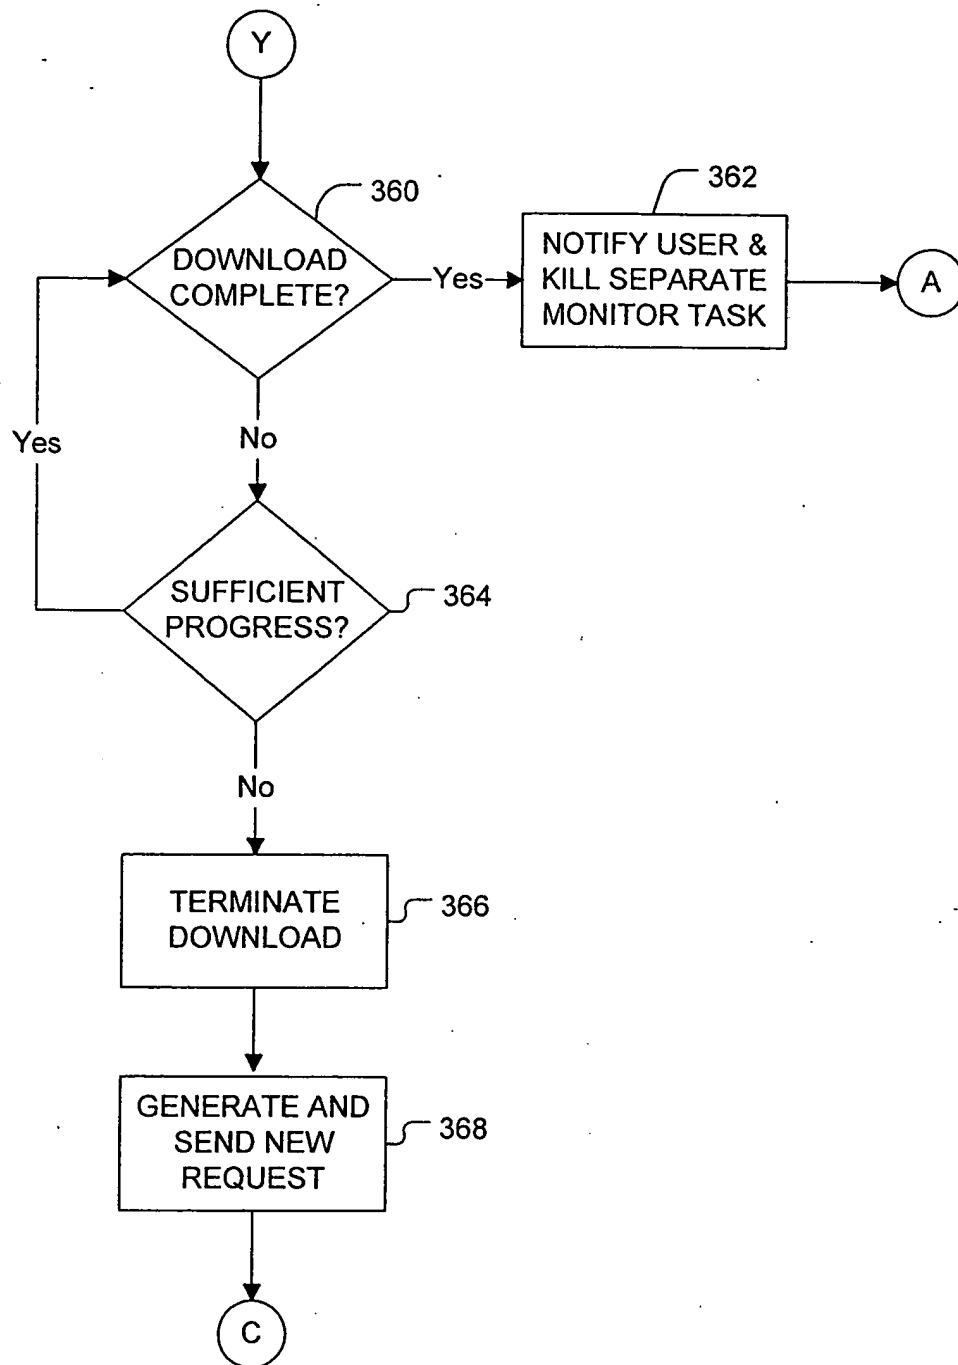 Y
360
DOWNLOAD
COMPLETE?
Yes
362
NOTIFY USER &
KILL SEPARATE
MONITOR TASK
A
Yes
No
SUFFICIENT
PROGRESS?
364
No
TERMINATE
DOWNLOAD
366
GENERATE AND
SEND NEW
REQUEST
368
C